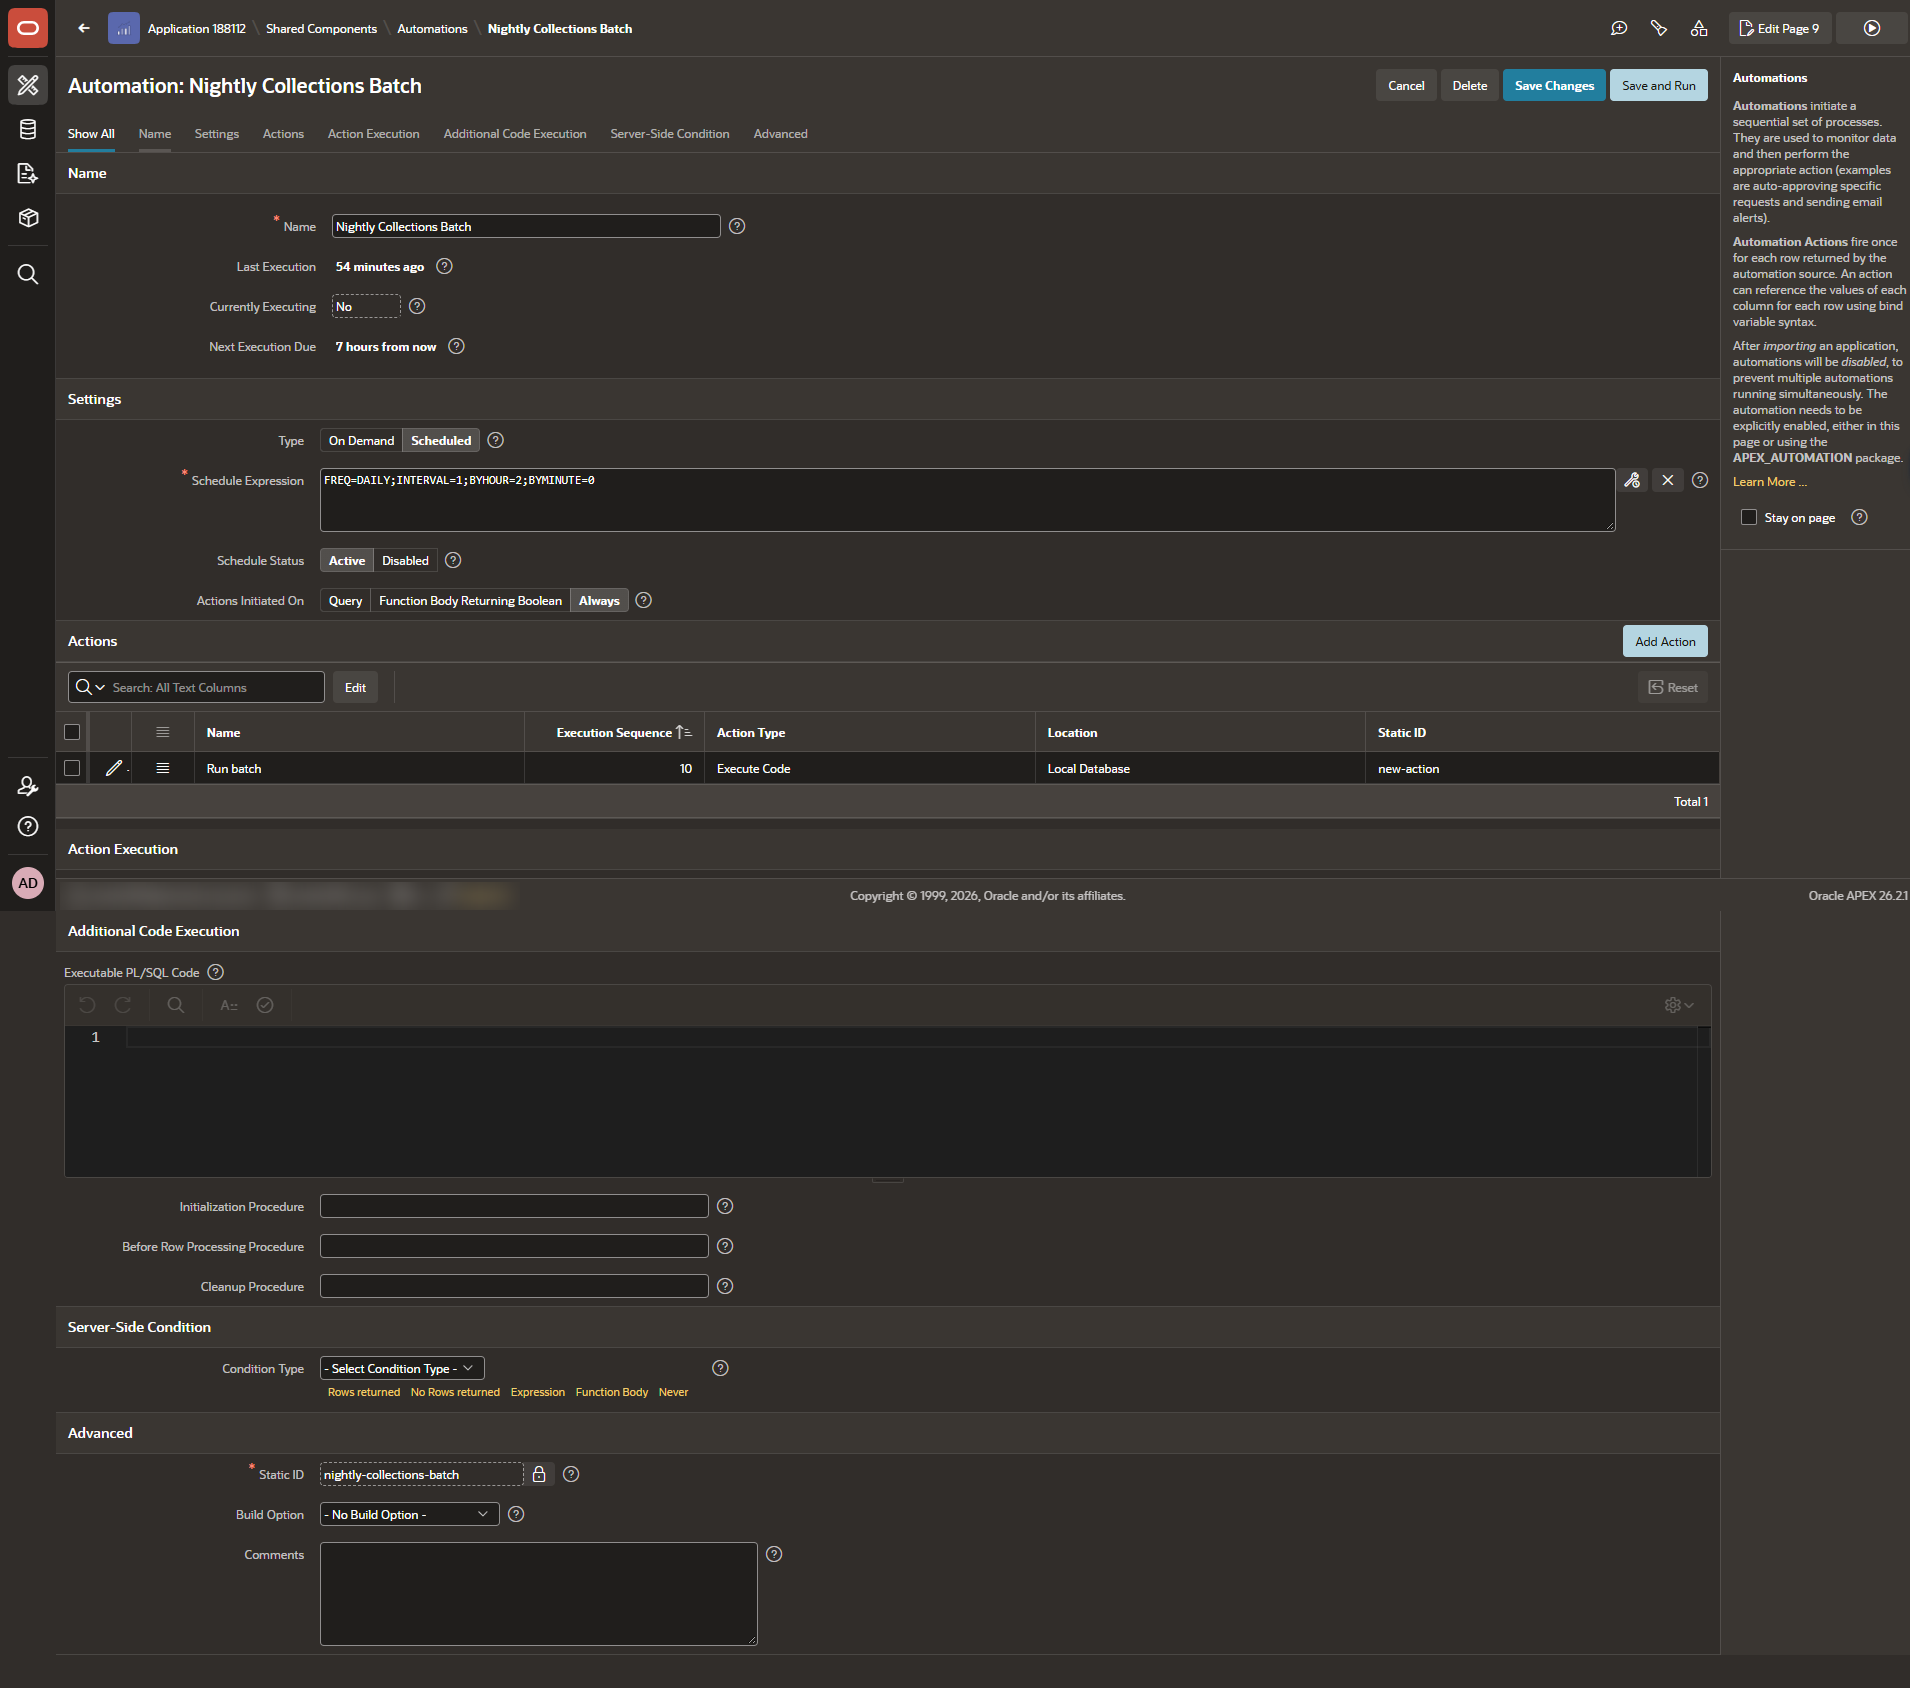 Application 188112 \ Shared Components \ Automations \ Nightly Collections Batch
Edit Page 9
Automation: Nightly Collections Batch
Cancel
Delete
Save Changes
Save and Run
Show All
Name
Settings
Actions
Action Execution
Additional Code Execution
Server-Side Condition
Advanced
Name
* Name
Nightly Collections Batch
Last Execution
54 minutes ago
Currently Executing
No
Next Execution Due
7 hours from now
Settings
Type
On Demand
Scheduled
* Schedule Expression
FREQ=DAILY;INTERVAL=1;BYHOUR=2;BYMINUTE=0
Schedule Status
Active
Disabled
Actions Initiated On
Query
Function Body Returning Boolean
Always
Actions
Add Action
Search: All Text Columns
Edit
Reset
Name
Execution Sequence
Action Type
Location
Static ID
Run batch
10
Execute Code
Local Database
new-action
Total 1
Action Execution
AD
Copyright © 1999, 2026, Oracle and/or its affiliates.
Oracle APEX 26.2.1
Additional Code Execution
Executable PL/SQL Code
1
Initialization Procedure
Before Row Processing Procedure
Cleanup Procedure
Server-Side Condition
Condition Type
- Select Condition Type -
Rows returned
No Rows returned
Expression
Function Body
Never
Advanced
* Static ID
nightly-collections-batch
Build Option
- No Build Option -
Comments
Automations
Automations initiate a
sequential set of processes.
They are used to monitor data
and then perform the
appropriate action (examples
are auto-approving specific
requests and sending email
alerts).
Automation Actions fire once
for each row returned by the
automation source. An action
can reference the values of each
column for each row using bind
variable syntax.
After importing an application,
automations will be disabled, to
prevent multiple automations
running simultaneously. The
automation needs to be
explicitly enabled, either in this
page or using the
APEX_AUTOMATION package.
Learn More ...
Stay on page